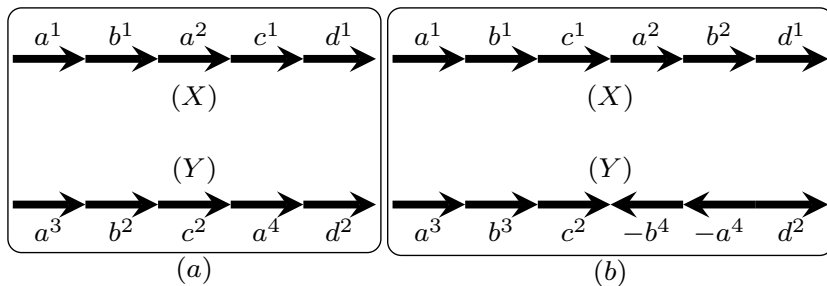 a¹ b¹ a² c¹ d¹
(X)
(Y)
a³ b² c² a⁴ d²
(a)
a¹ b¹ c¹ a² b² d¹
(X)
(Y)
a³ b³ c² −b⁴ −a⁴ d²
(b)